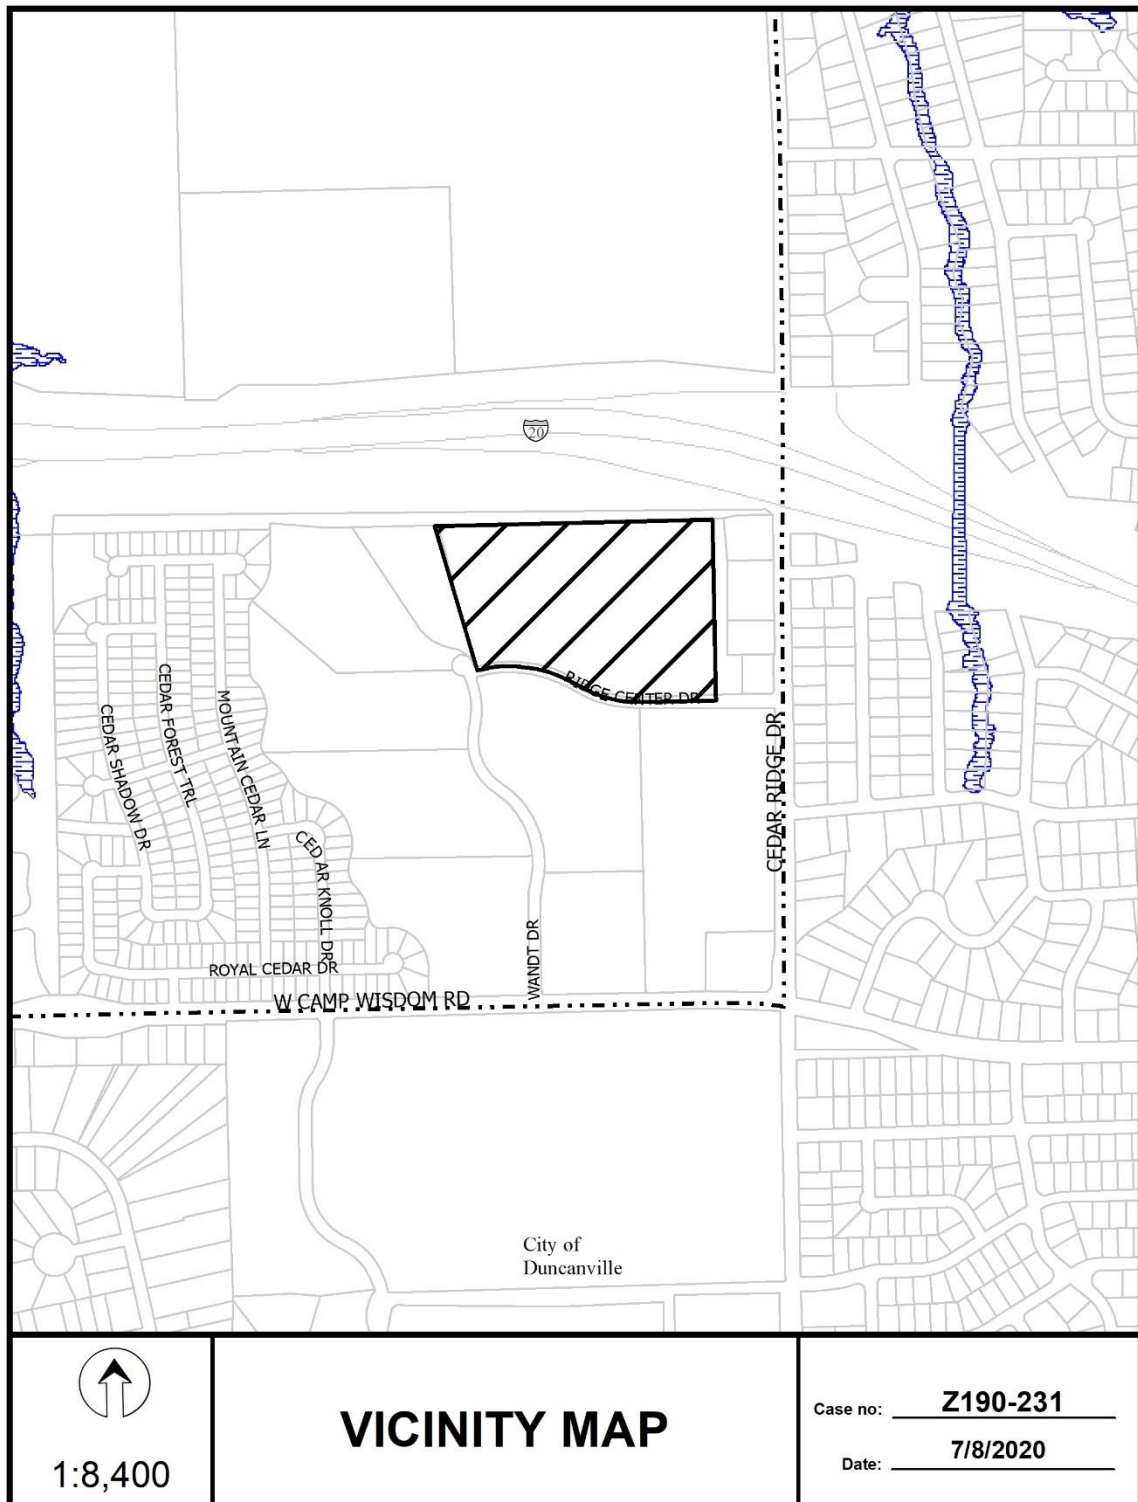 20
RIDGE CENTER DR
CEDAR FOREST TRL
MOUNTAIN CEDAR LN
CEDAR SHADOW DR
CEDAR RIDGE DR
CED AR KNOLL DR
WANDT DR
ROYAL CEDAR DR
W CAMP WISDOM RD
City of
Duncanville
1:8,400
VICINITY MAP
Case no: Z190-231
Date: 7/8/2020